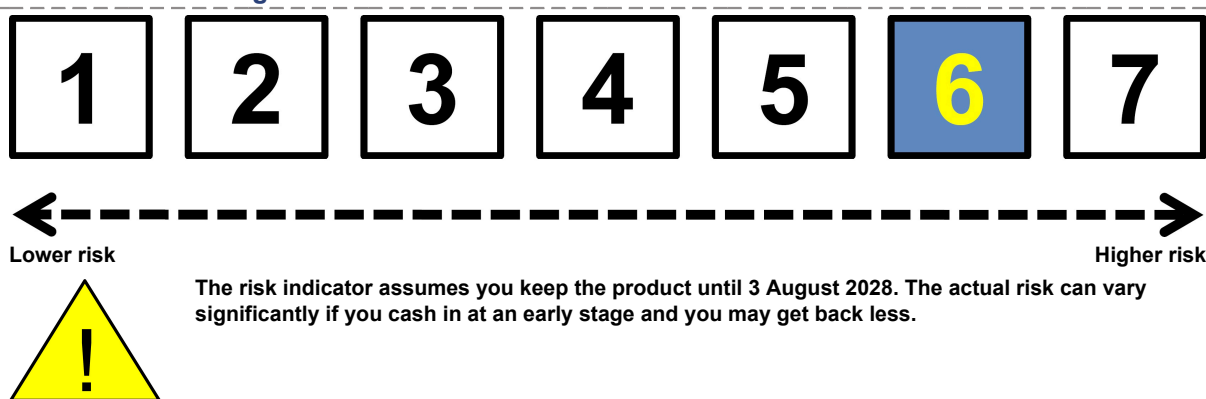 1 2 3 4 5 6 7
Lower risk Higher risk
The risk indicator assumes you keep the product until 3 August 2028. The actual risk can vary
significantly if you cash in at an early stage and you may get back less.
!